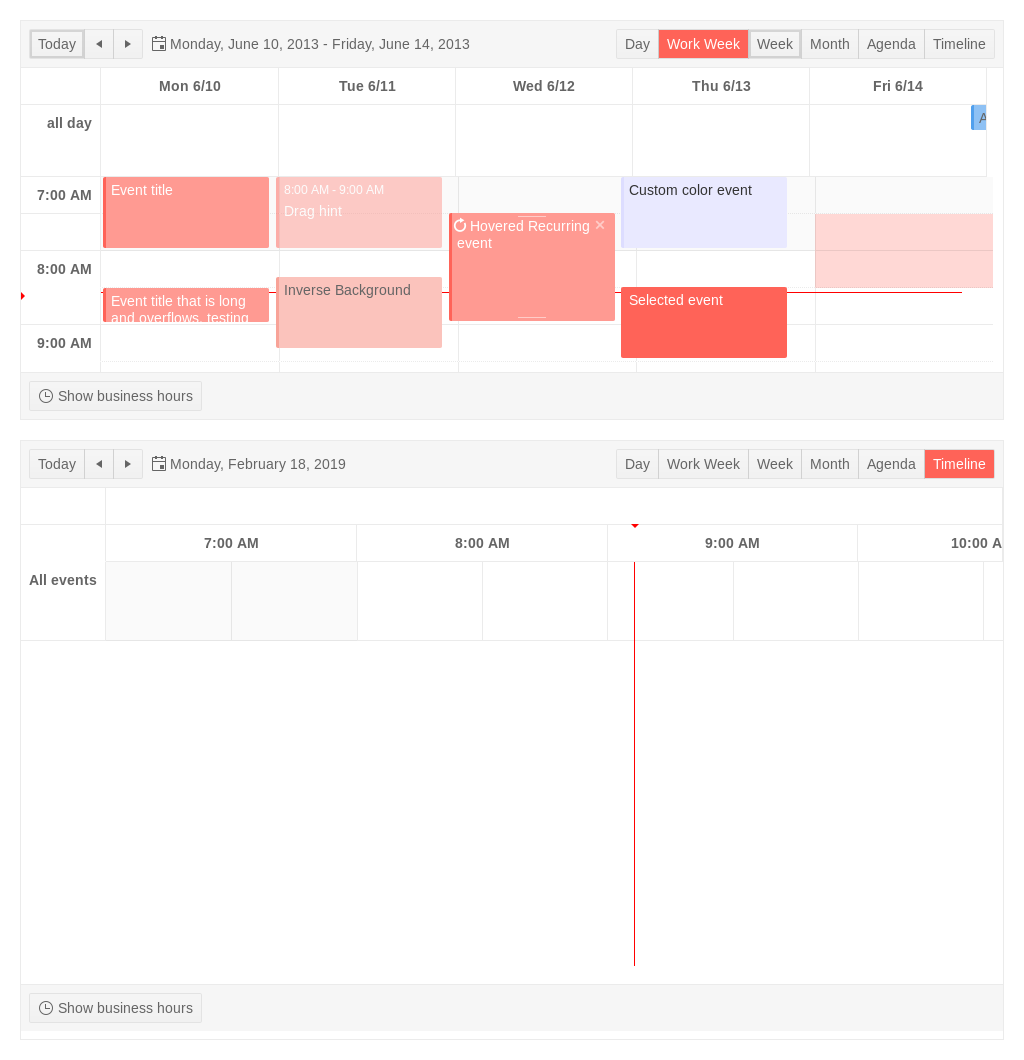 Today Monday, June 10, 2013 - Friday, June 14, 2013 Day Work Week Week Month Agenda Timeline
Mon 6/10 Tue 6/11 Wed 6/12 Thu 6/13 Fri 6/14
all day A
7:00 AM Event title 8:00 AM - 9:00 AM Custom color event
Drag hint
Hovered Recurring
event
8:00 AM
Inverse Background
Event title that is long Selected event
and overflows, testing
9:00 AM
Show business hours
Today Monday, February 18, 2019 Day Work Week Week Month Agenda Timeline
7:00 AM 8:00 AM 9:00 AM 10:00 A
All events
Show business hours